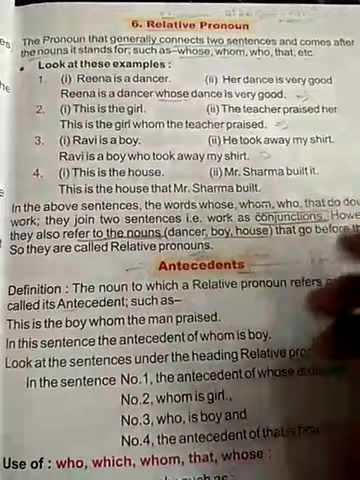 6. Relative Pronoun
The Pronoun that generally connects two sentences and comes after
the nouns it stands for; such as–whose, whom, who, that, etc.
• Look at these examples :
1. (i) Reena is a dancer. (ii) Her dance is very good.
Reena is a dancer whose dance is very good.
2. (i) This is the girl. (ii) The teacher praised her
This is the girl whom the teacher praised.
3. (i) Ravi is a boy. (ii) He took away my shirt.
Ravi is a boy who took away my shirt.
4. (i) This is the house. (ii) Mr. Sharma built it.
This is the house that Mr. Sharma built.
In the above sentences, the words whose, whom, who, that do
work; they join two sentences i.e. work as conjunctions.
they also refer to the nouns (dancer, boy, house) that go before
So they are called Relative pronouns.
Antecedents
Definition : The noun to which a Relative pronoun refers
called its Antecedent; such as–
This is the boy whom the man praised.
In this sentence the antecedent of whom is boy.
Look at the sentences under the heading Relative
In the sentence No.1, the antecedent of whose is
No.2, whom is girl.,
No.3, who, is boy and
No.4, the antecedent of that is
Use of : who, which, whom, that, whose :